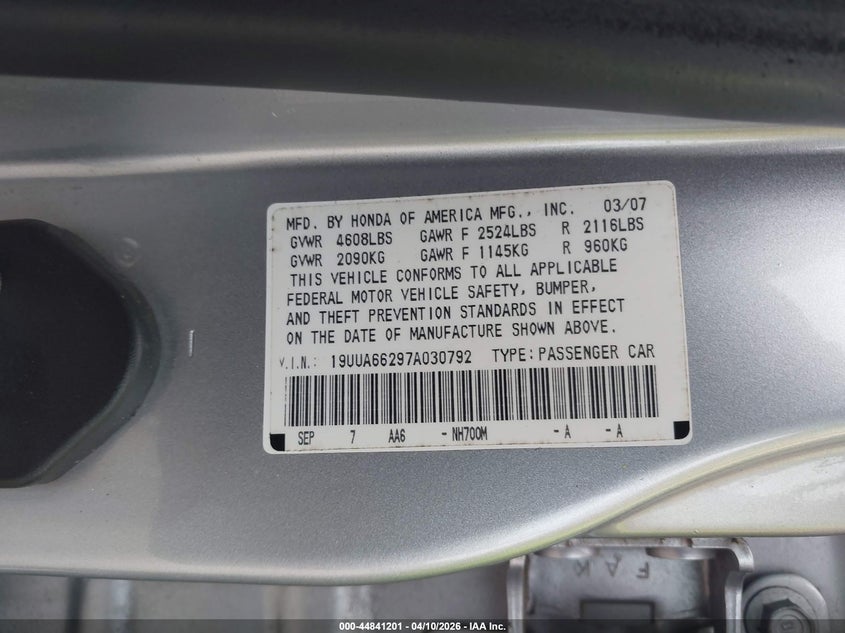 MFD. BY HONDA OF AMERICA MFG., INC. 03/07
GVWR 4608LBS GAWR F 2524LBS R 2116LBS
GVWR 2090KG GAWR F 1145KG R 960KG
THIS VEHICLE CONFORMS TO ALL APPLICABLE
FEDERAL MOTOR VEHICLE SAFETY, BUMPER,
AND THEFT PREVENTION STANDARDS IN EFFECT
ON THE DATE OF MANUFACTURE SHOWN ABOVE.
V.I.N.: 19UUA66297A030792 TYPE: PASSENGER CAR
SEP 7 AA6 - NH700M - A - A
F A K
000-44841201 - 04/10/2026 - IAA Inc.